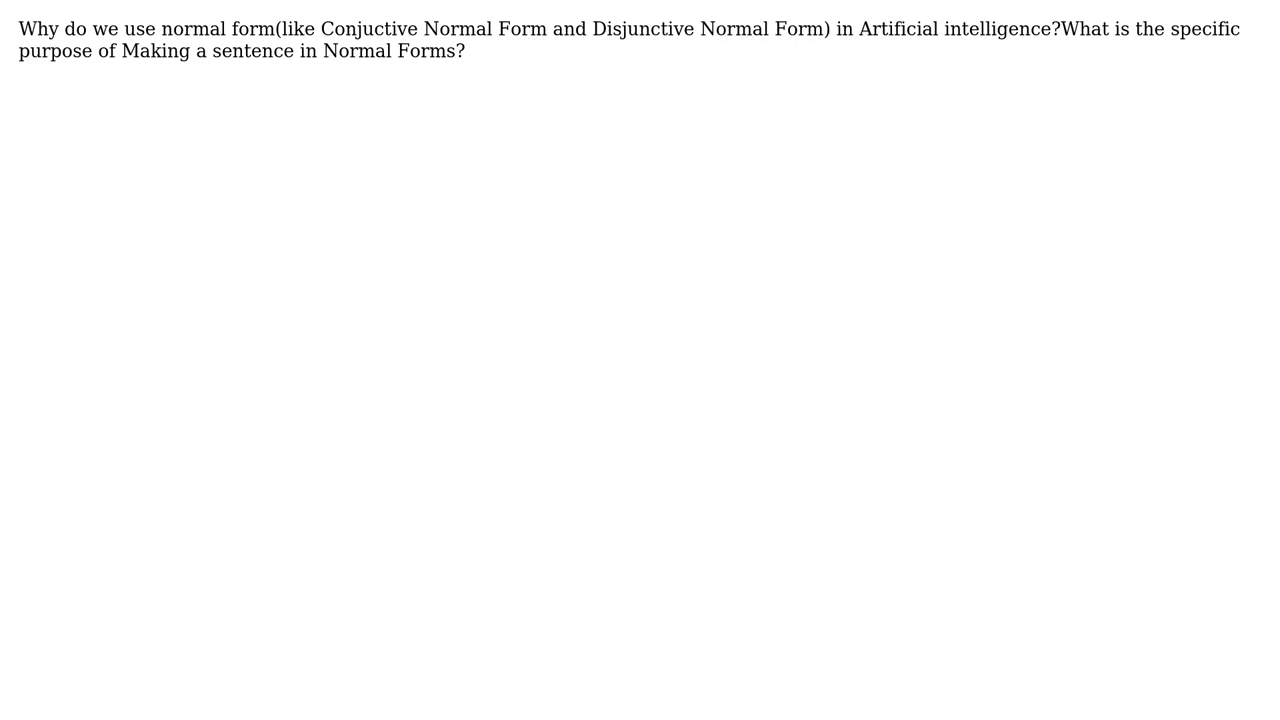 Why do we use normal form(like Conjuctive Normal Form and Disjunctive Normal Form) in Artificial intelligence?What is the specific
purpose of Making a sentence in Normal Forms?